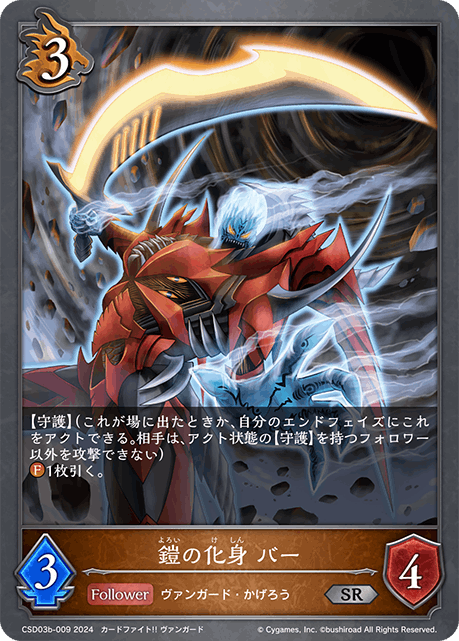 3
【守護】(これが場に出たときか、自分のエンドフェイズにこれ
をアクトできる。相手は、アクト状態の【守護】を持つフォロワー
以外を攻撃できない)
F 1枚引く。
よろい けしん
鎧の化身 バー
3
Follower ヴァンガード・かげろう SR
4
CSD03b-009 2024 カードファイト!! ヴァンガード © Cygames, Inc. ©bushiroad All Rights Reserved.